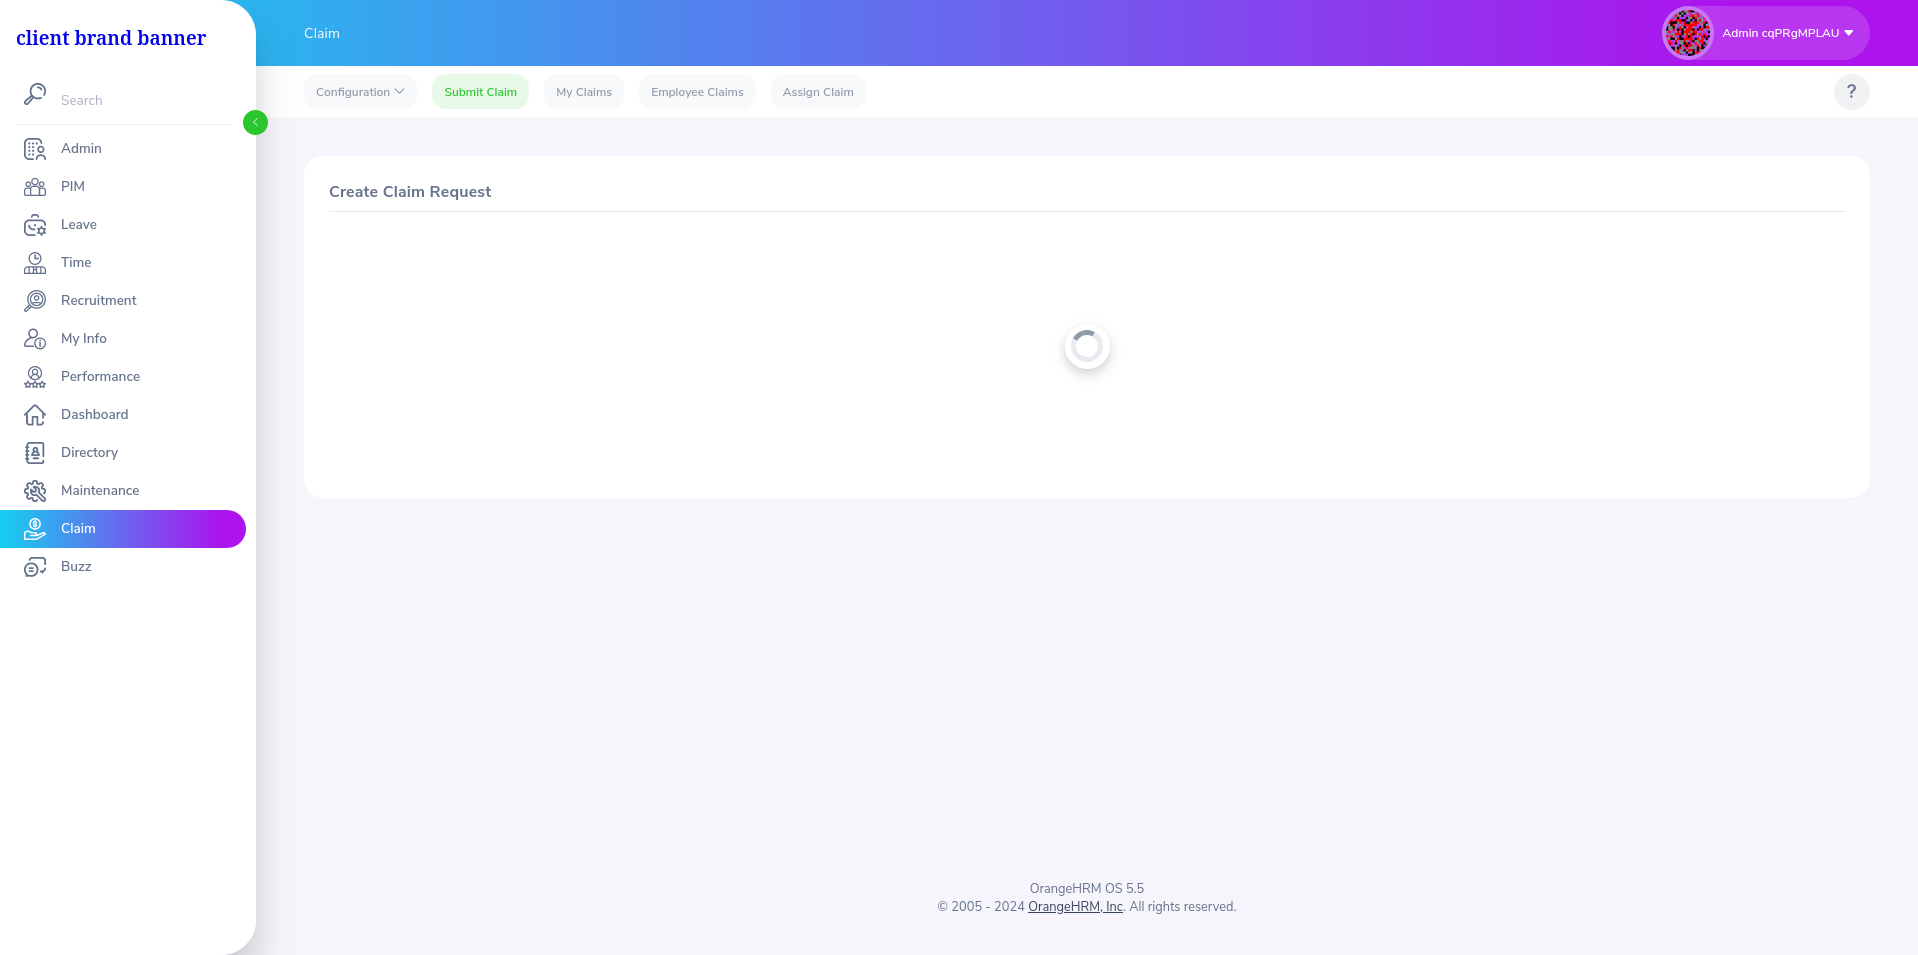 client brand banner
Search
Admin
PIM
Leave
Time
Recruitment
My Info
Performance
Dashboard
Directory
Maintenance
Claim
Buzz
Claim
Admin cqPRgMPLAU
Configuration
Submit Claim
My Claims
Employee Claims
Assign Claim
?
Create Claim Request
OrangeHRM OS 5.5
© 2005 - 2024 OrangeHRM, Inc. All rights reserved.